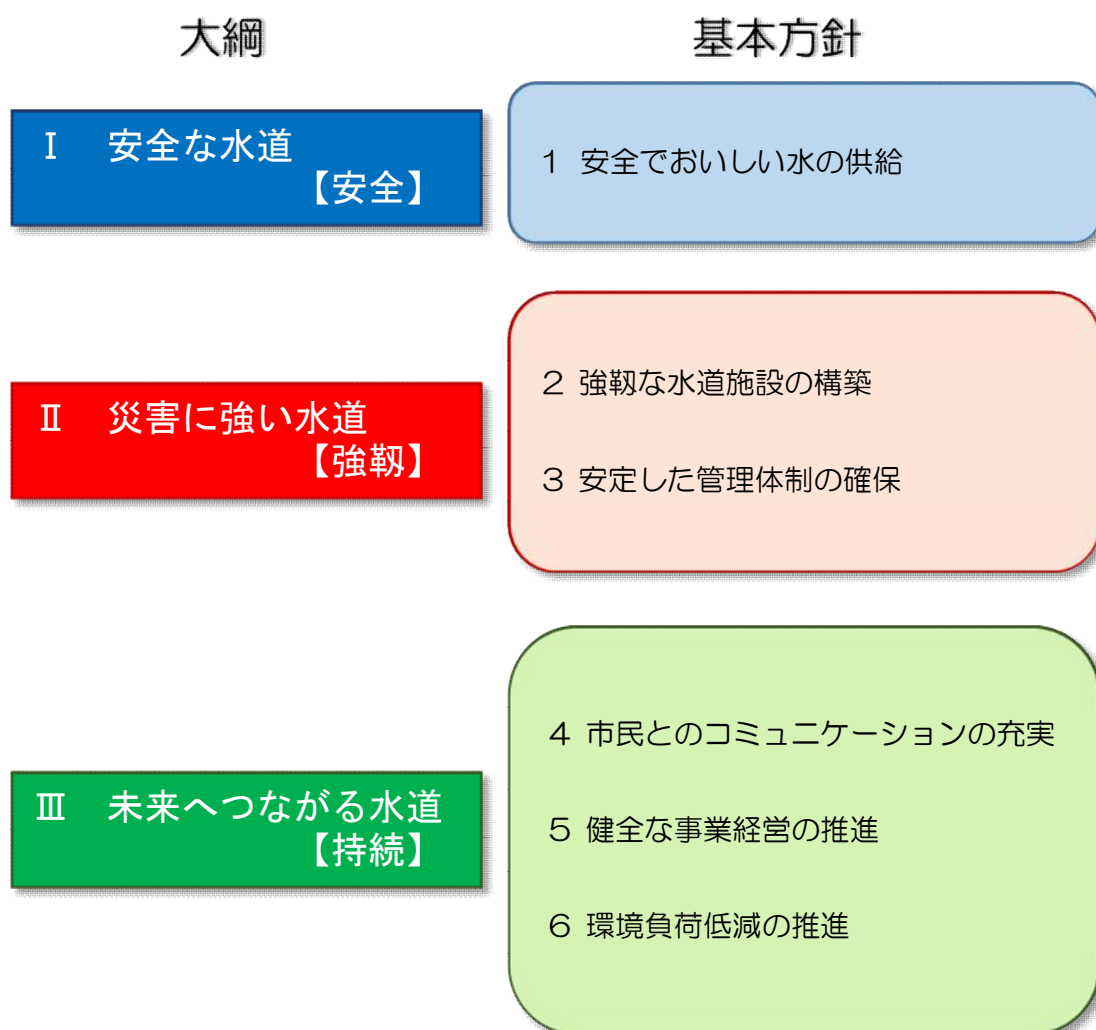 大綱
基本方針
Ⅰ 安全な水道
【安全】
1 安全でおいしい水の供給
Ⅱ 災害に強い水道
【強靱】
2 強靱な水道施設の構築
3 安定した管理体制の確保
Ⅲ 未来へつながる水道
【持続】
4 市民とのコミュニケーションの充実
5 健全な事業経営の推進
6 環境負荷低減の推進